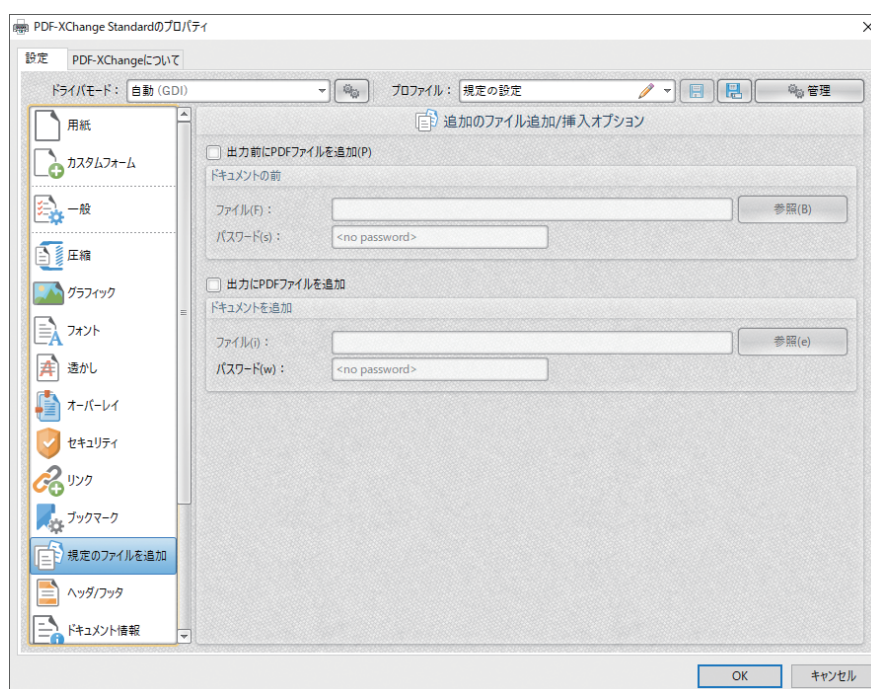 PDF-XChange Standardのプロパティ
設定 PDF-XChangeについて
ドライバモード： 自動 (GDI) プロファイル： 規定の設定 管理
用紙
カスタムフォーム
一般
圧縮
グラフィック
フォント
透かし
オーバーレイ
セキュリティ
リンク
ブックマーク
規定のファイルを追加
ヘッダ/フッタ
ドキュメント情報
追加のファイル追加/挿入オプション
出力前にPDFファイルを追加(P)
ドキュメントの前
ファイル(F)： 参照(B)
パスワード(s)： <no password>
出力にPDFファイルを追加
ドキュメントを追加
ファイル(i)： 参照(e)
パスワード(w)： <no password>
OK キャンセル